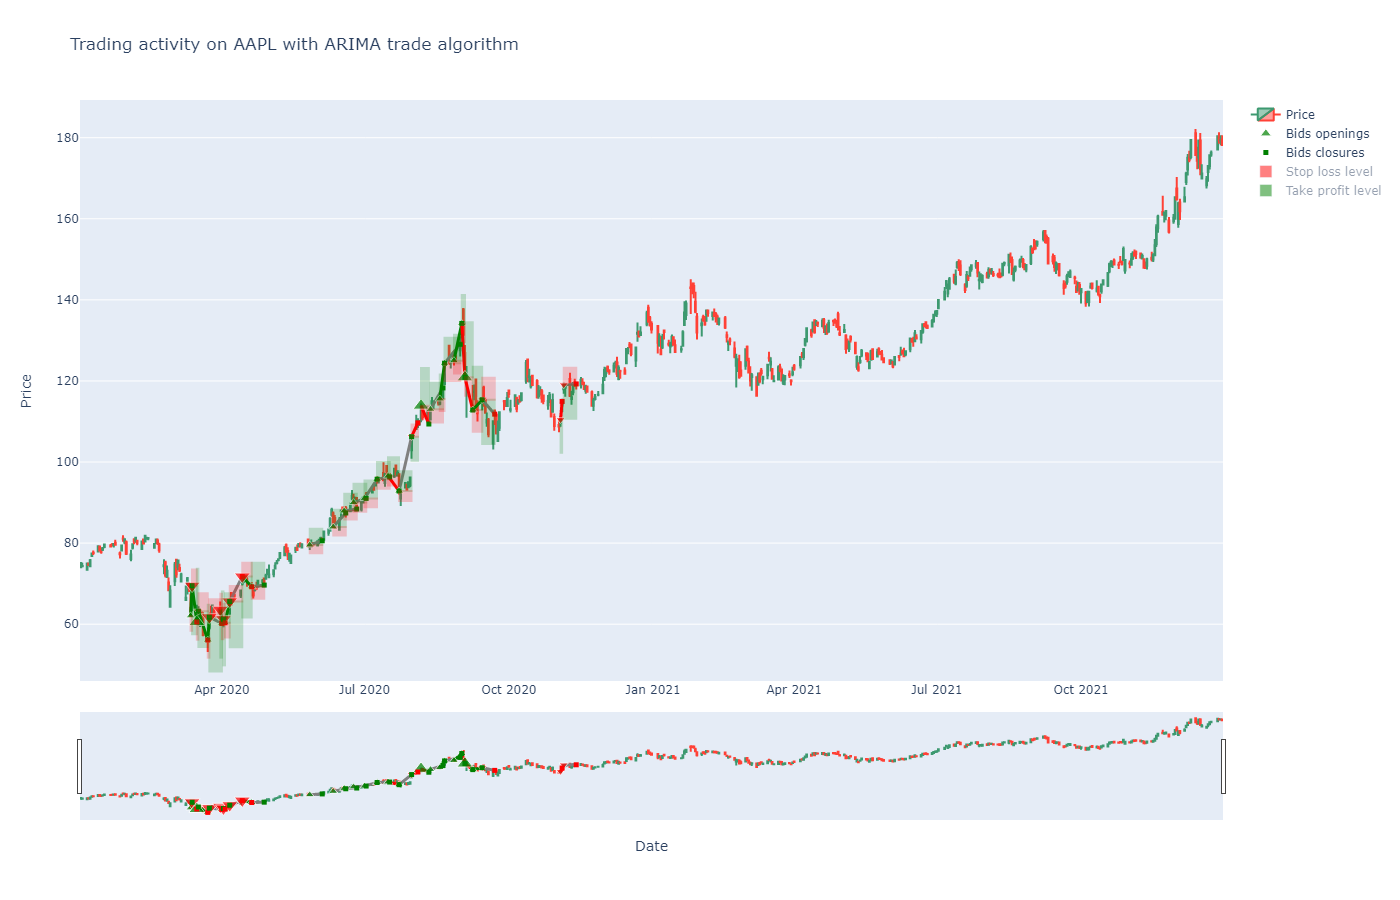 Trading activity on AAPL with ARIMA trade algorithm
Price
Bids openings
Bids closures
Stop loss level
Take profit level
Price
180
160
140
120
100
80
60
Apr 2020
Jul 2020
Oct 2020
Jan 2021
Apr 2021
Jul 2021
Oct 2021
Date